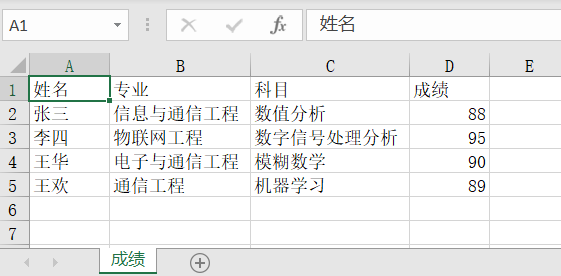 A1 fx 姓名
A B C D E
1 姓名 专业 科目 成绩
2 张三 信息与通信工程 数值分析 88
3 李四 物联网工程 数字信号处理分析 95
4 王华 电子与通信工程 模糊数学 90
5 王欢 通信工程 机器学习 89
6
7
成绩